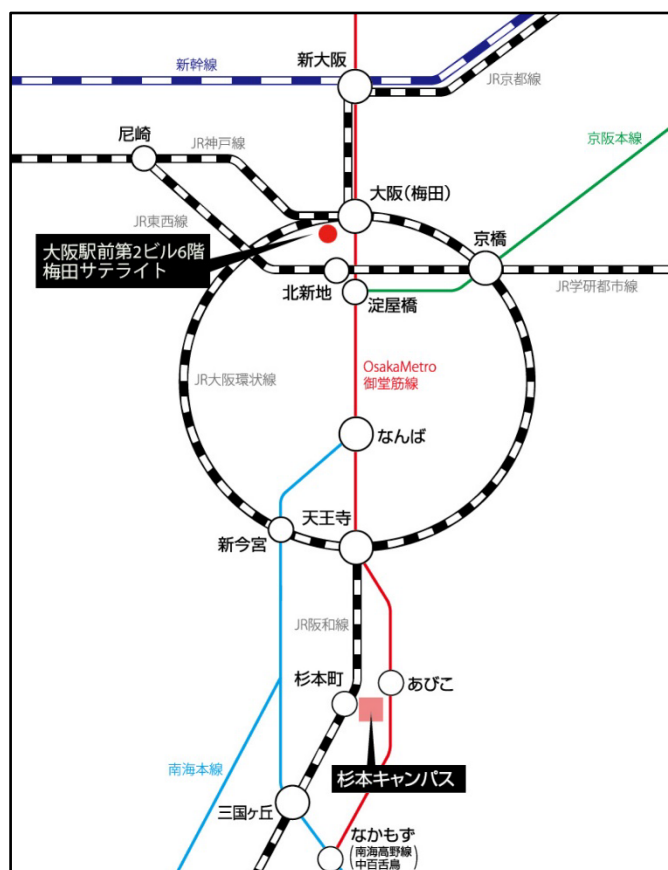 新幹線
新大阪
JR京都線
尼崎
JR神戸線
京阪本線
大阪(梅田)
JR東西線
大阪駅前第2ビル6階
梅田サテライト
京橋
北新地
淀屋橋
JR学研都市線
JR大阪環状線
OsakaMetro
御堂筋線
なんば
天王寺
新今宮
JR阪和線
杉本町
あびこ
南海本線
杉本キャンパス
三国ヶ丘
なかもず
(南海高野線
中百舌鳥)